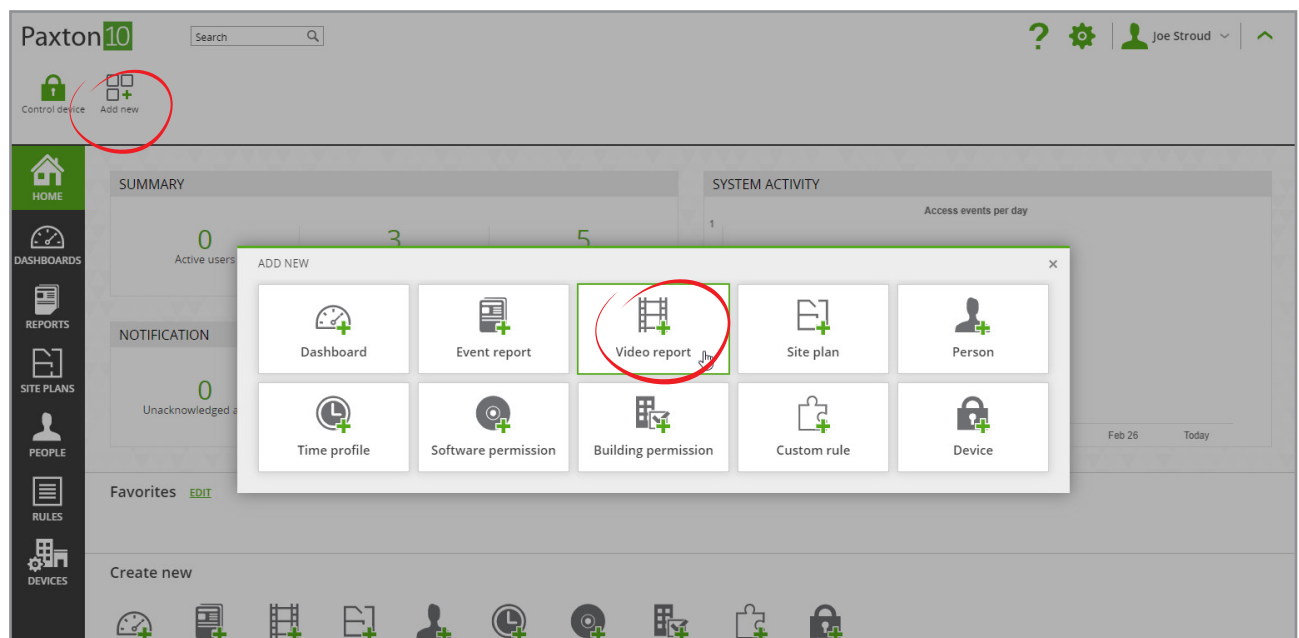 Paxton 10
Search
? Joe Stroud
Control device
Add new
HOME
DASHBOARDS
REPORTS
SITE PLANS
PEOPLE
RULES
DEVICES
SUMMARY
0
3
5
Active users
SYSTEM ACTIVITY
Access events per day
1
Feb 26
Today
NOTIFICATION
0
Unacknowledged a
ADD NEW
×
Dashboard
Event report
Video report
Site plan
Person
Time profile
Software permission
Building permission
Custom rule
Device
Favorites EDIT
Create new